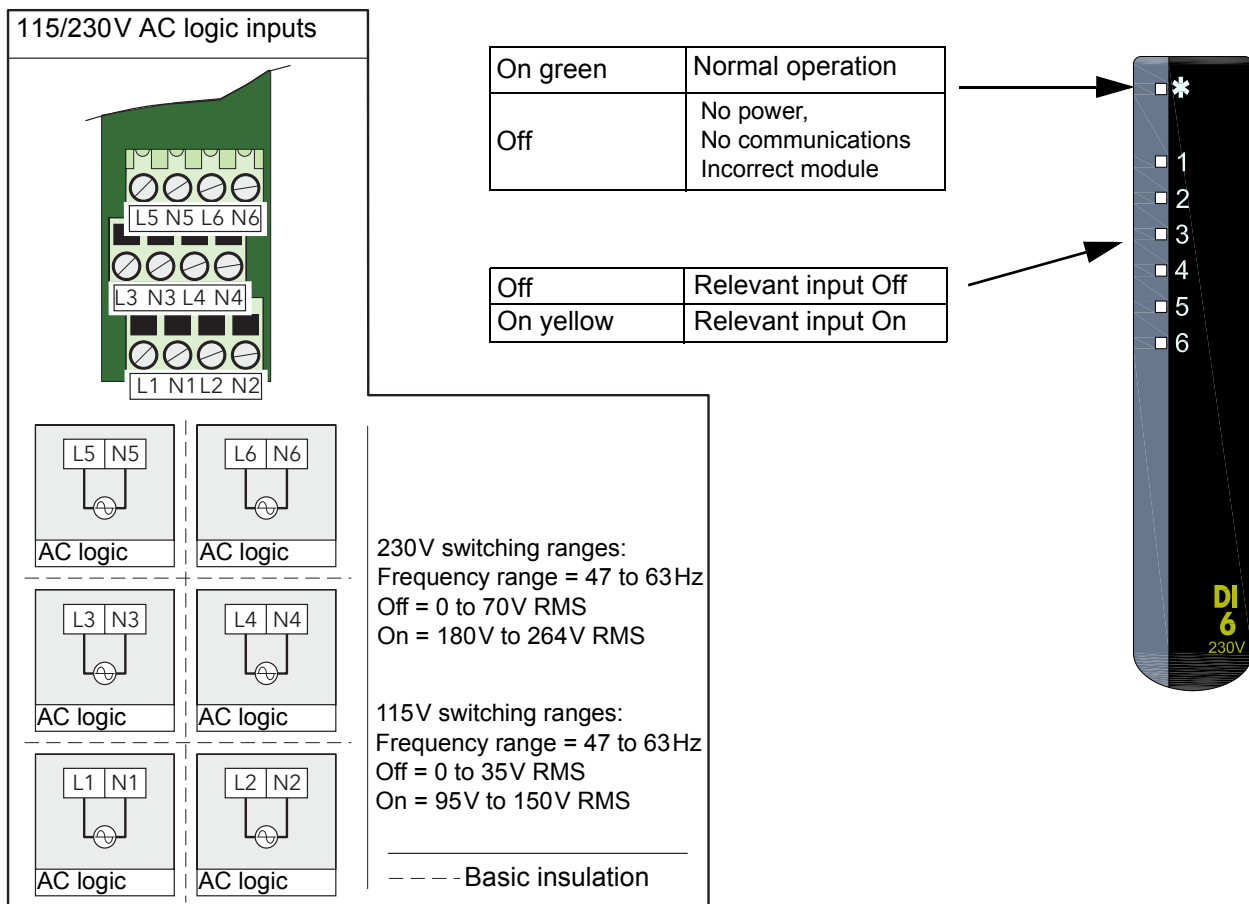 115/230V AC logic inputs
L5 N5 L6 N6
L3 N3 L4 N4
L1 N1 L2 N2
On green Normal operation
Off No power,
No communications
Incorrect module
Off Relevant input Off
On yellow Relevant input On
*
1
2
3
4
5
6
DI
6
230V
L5 N5 L6 N6
AC logic AC logic
L3 N3 L4 N4
AC logic AC logic
L1 N1 L2 N2
AC logic AC logic
230V switching ranges:
Frequency range = 47 to 63Hz
Off = 0 to 70V RMS
On = 180V to 264V RMS
115V switching ranges:
Frequency range = 47 to 63Hz
Off = 0 to 35V RMS
On = 95V to 150V RMS
Basic insulation